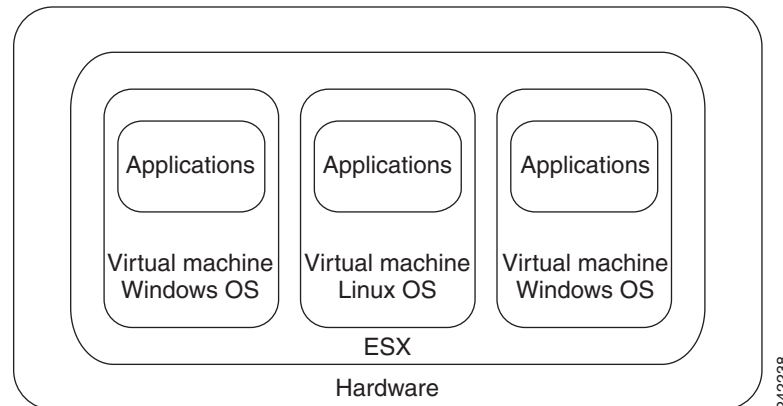 Applications
Applications
Applications
Virtual machine
Windows OS
Virtual machine
Linux OS
Virtual machine
Windows OS
ESX
Hardware